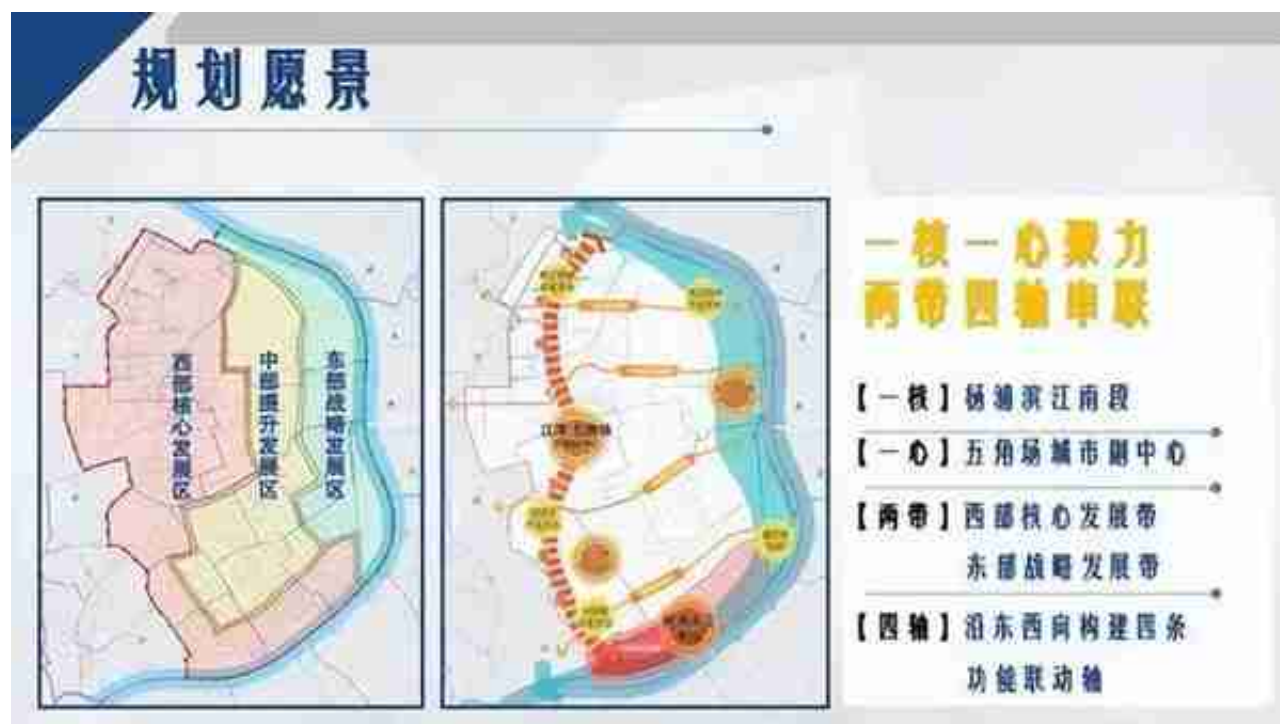 规划愿景
西部核心发展区
中部提升发展区
东部战略发展区
一核一心聚力
两带四轴串联
【一核】杨浦滨江南段
【一心】五角场城市副中心
【两带】西部核心发展带
东部战略发展带
【四轴】沿东西向构建四条
功能联动轴